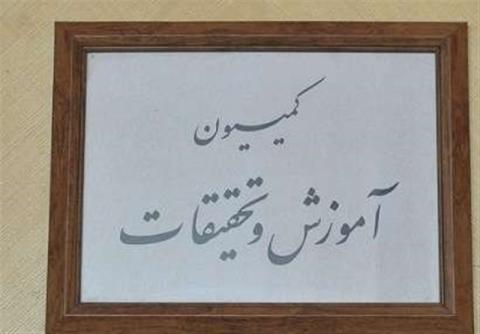 کمیسیون
آموزش و تحقیقات